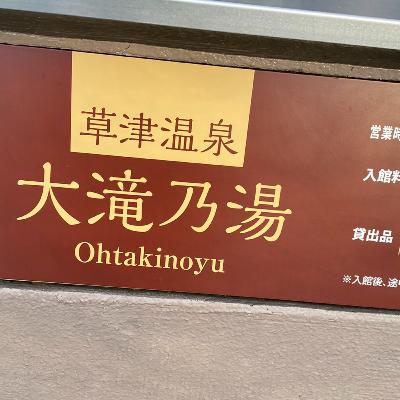 草津温泉
大滝乃湯
Ohtakinoyu
営業時
入館料
貸出品
※入館後、途